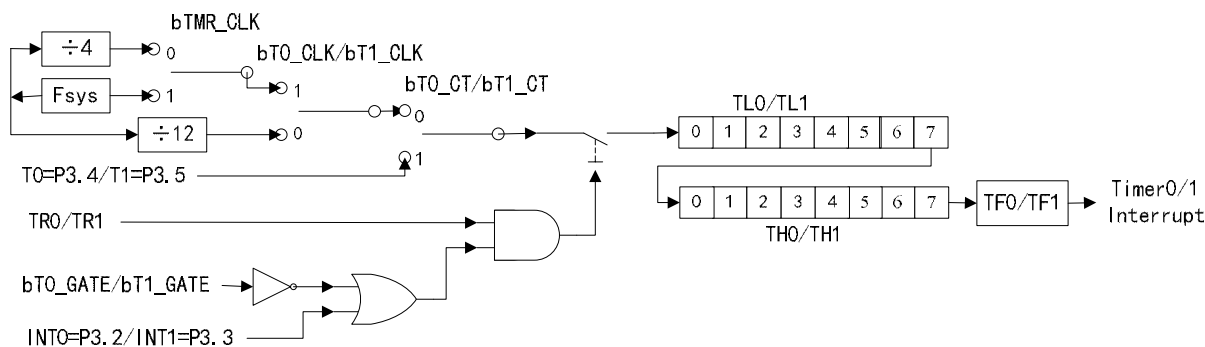 bTMR_CLK
÷4
0
bT0_CLK/bT1_CLK
Fsys
1
1
bT0_CT/bT1_CT
0
÷12
0
TL0/TL1
0 1 2 3 4 5 6 7
1
T0=P3.4/T1=P3.5
0 1 2 3 4 5 6 7
TF0/TF1
Timer0/1
Interrupt
TH0/TH1
TR0/TR1
bT0_GATE/bT1_GATE
INT0=P3.2/INT1=P3.3